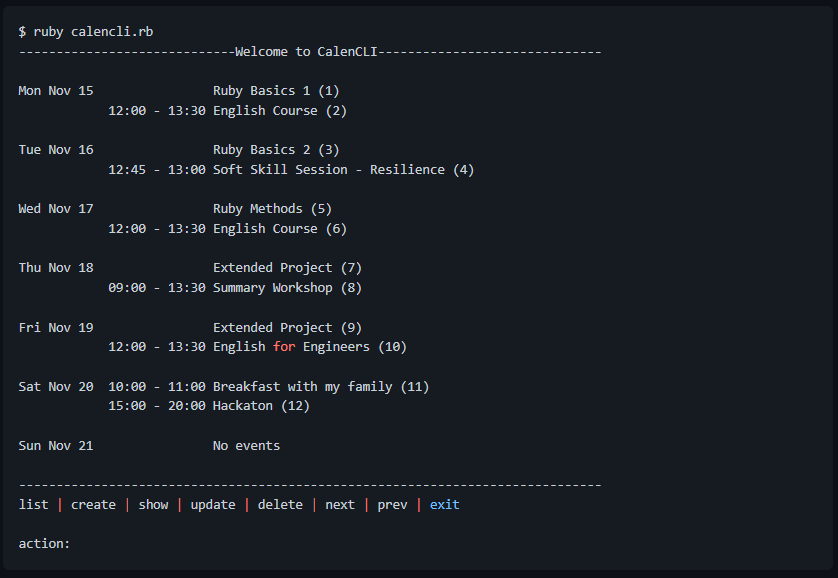 $ ruby calencli.rb
-----------------------------Welcome to CalenCLI------------------------------
Mon Nov 15                Ruby Basics 1 (1)
            12:00 - 13:30 English Course (2)
Tue Nov 16                Ruby Basics 2 (3)
            12:45 - 13:00 Soft Skill Session - Resilience (4)
Wed Nov 17                Ruby Methods (5)
            12:00 - 13:30 English Course (6)
Thu Nov 18                Extended Project (7)
            09:00 - 13:30 Summary Workshop (8)
Fri Nov 19                Extended Project (9)
            12:00 - 13:30 English for Engineers (10)
Sat Nov 20  10:00 - 11:00 Breakfast with my family (11)
            15:00 - 20:00 Hackaton (12)
Sun Nov 21                No events
------------------------------------------------------------------------------
list | create | show | update | delete | next | prev | exit
action: